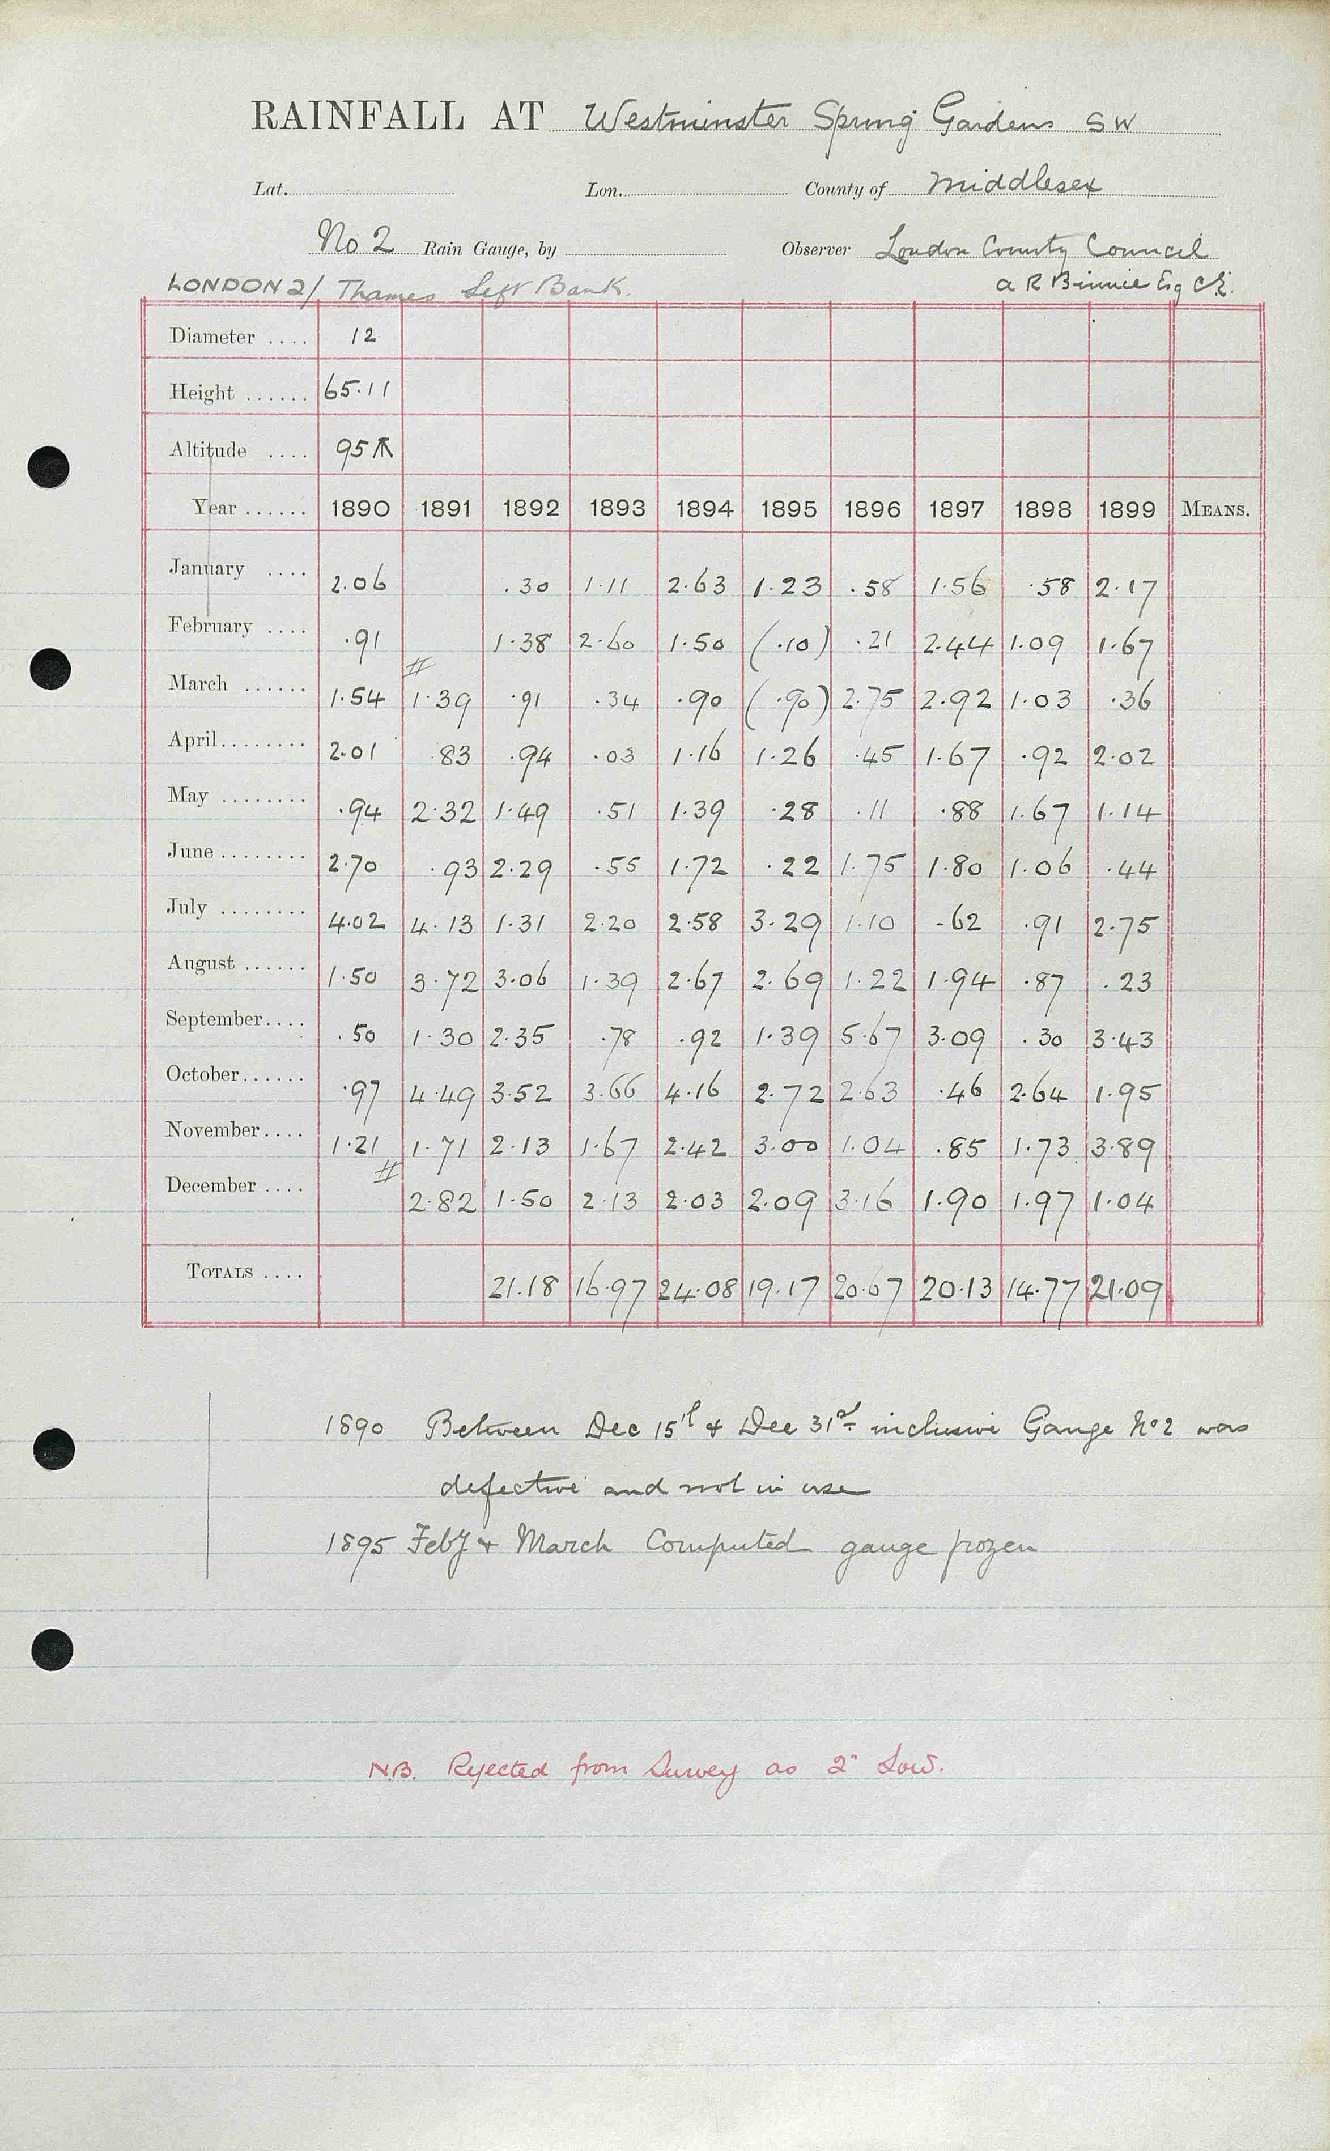 RAINFALL AT Westminster Spring Gardens SW
Lat. Lon. County of Middlesex
No 2 Rain Gauge, by Observer London County Council
LONDON 2/ Thames Left Bank. A R Binnie Esq CE.
Diameter .... 12
Height ...... 65.11
Altitude .... 95
Year ...... 1890 1891 1892 1893 1894 1895 1896 1897 1898 1899 MEANS.
January .... 2.06 .30 1.11 2.63 1.23 .58 1.56 .58 2.17
February .... .91 1.38 2.60 1.50 (.10) .21 2.44 1.09 1.67
March ...... 1.54 # 1.39 .91 .34 .90 (.90) 2.75 2.92 1.03 .36
April ........ 2.01 .83 .94 .03 1.16 1.26 .45 1.67 .92 2.02
May ........ .94 2.32 1.49 .51 1.39 .28 .11 .88 1.67 1.14
June ........ 2.70 .93 2.29 .55 1.72 .22 1.75 1.80 1.06 .44
July ........ 4.02 4.13 1.31 2.20 2.58 3.29 1.10 .62 .91 2.75
August ...... 1.50 3.72 3.06 1.39 2.67 2.69 1.22 1.94 .87 .23
September.... .50 1.30 2.35 .78 .92 1.39 5.67 3.09 .30 3.43
October...... .97 4.49 3.52 3.66 4.16 2.72 2.63 .46 2.64 1.95
November.... 1.21 1.71 2.13 1.67 2.42 3.00 1.04 .85 1.73 3.89
December .... # 2.82 1.50 2.13 2.03 2.09 3.16 1.90 1.97 1.04
TOTALS .... 21.18 16.97 24.08 19.17 20.67 20.13 14.77 21.09
1890 Between Dec 15th & Dec 31st inclusive Gauge No 2 was
defective and not in use
1895 Feby & March Computed gauge frozen
N.B. Rejected from Survey as 2" Low.